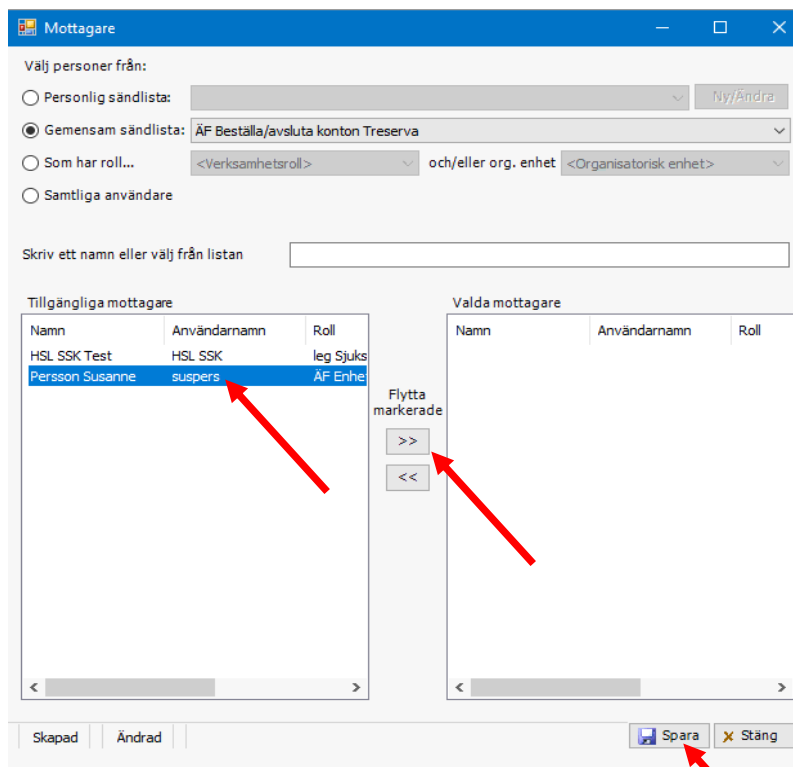 Mottagare
Välj personer från:
Personlig sändlista: Ny/Ändra
Gemensam sändlista: ÄF Beställa/avsluta konton Treserva
Som har roll... <Verksamhetsroll> och/eller org. enhet <Organisatorisk enhet>
Samtliga användare
Skriv ett namn eller välj från listan
Tillgängliga mottagare
Namn Användarnamn Roll
HSL SSK Test HSL SSK leg Sjuks
Persson Susanne suspers ÄF Enhe
Flytta
markerade
>>
<<
Valda mottagare
Namn Användarnamn Roll
Skapad Ändrad Spara Stäng